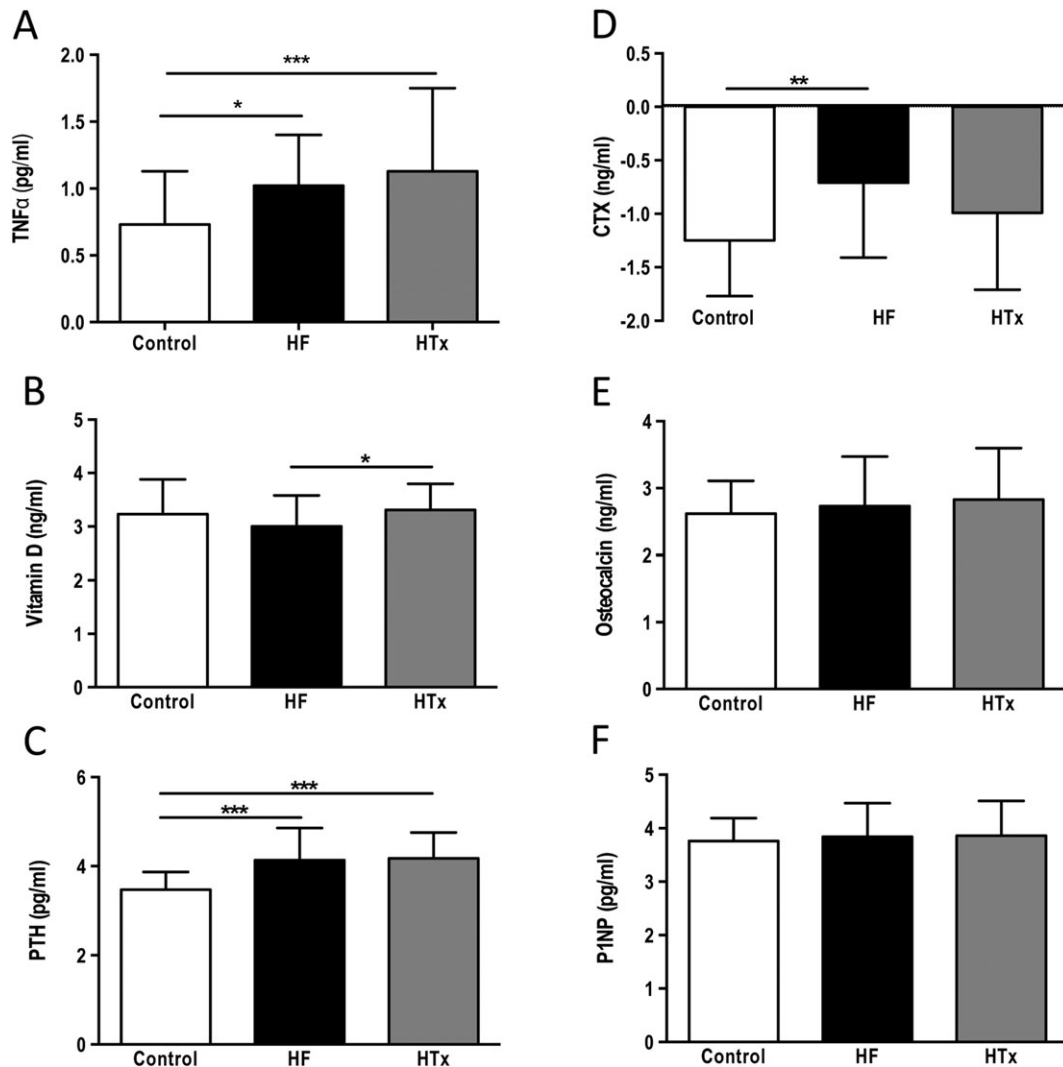 A
TNFα (pg/ml)
2.0
1.5
1.0
0.5
0.0
***
*
Control HF HTx
B
Vitamin D (ng/ml)
5
4
3
2
1
0
*
Control HF HTx
C
PTH (pg/ml)
6
4
2
0
***
***
Control HF HTx
D
CTX (ng/ml)
0.5
0.0
-0.5
-1.0
-1.5
-2.0
**
Control HF HTx
E
Osteocalcin (ng/ml)
4
3
2
1
0
Control HF HTx
F
P1NP (pg/ml)
5
4
3
2
1
0
Control HF HTx